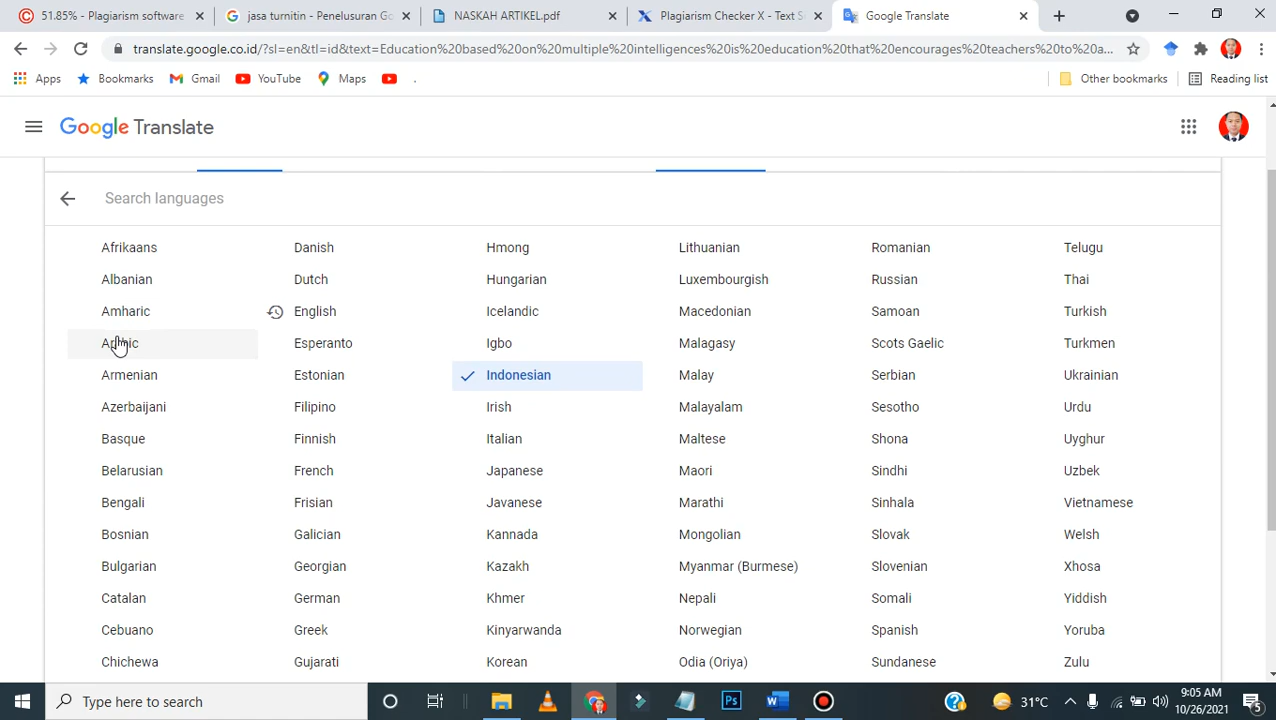 51.85% - Plagiarism software
jasa turnitin - Penelusuran Go
NASKAH ARTIKEL.pdf
Plagiarism Checker X - Text S
Google Translate
translate.google.co.id/?sl=en&tl=id&text=Education%20based%20on%20multiple%20intelligences%20is%20education%20that%20encourages%20teachers%20to%20a...
Apps
Bookmarks
Gmail
YouTube
Maps
.
Other bookmarks
Reading list
Google Translate
Search languages
Afrikaans
Albanian
Amharic
Armenian
Azerbaijani
Basque
Belarusian
Bengali
Bosnian
Bulgarian
Catalan
Cebuano
Chichewa
Danish
Dutch
English
Esperanto
Estonian
Filipino
Finnish
French
Frisian
Galician
Georgian
German
Greek
Gujarati
Hmong
Hungarian
Icelandic
Igbo
Indonesian
Irish
Italian
Japanese
Javanese
Kannada
Kazakh
Khmer
Kinyarwanda
Korean
Lithuanian
Luxembourgish
Macedonian
Malagasy
Malay
Malayalam
Maltese
Maori
Marathi
Mongolian
Myanmar (Burmese)
Nepali
Norwegian
Odia (Oriya)
Romanian
Russian
Samoan
Scots Gaelic
Serbian
Sesotho
Shona
Sindhi
Sinhala
Slovak
Slovenian
Somali
Spanish
Sundanese
Telugu
Thai
Turkish
Turkmen
Ukrainian
Urdu
Uyghur
Uzbek
Vietnamese
Welsh
Xhosa
Yiddish
Yoruba
Zulu
Type here to search
Ps
31°C
9:05 AM
10/26/2021
5